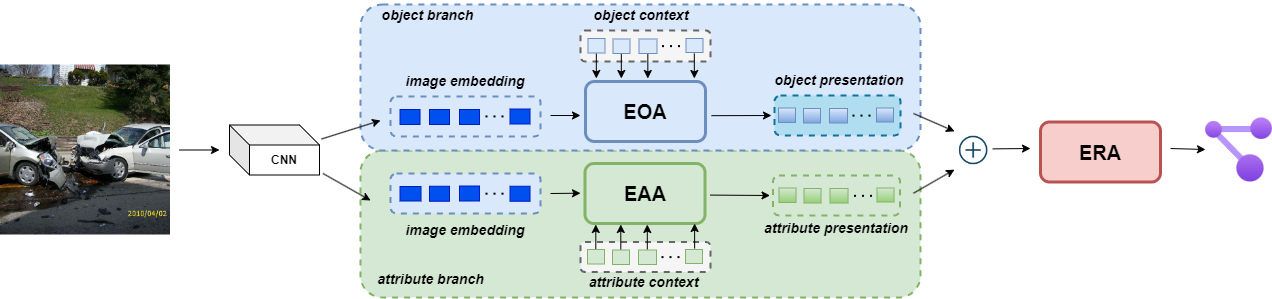 object branch
object context
image embedding
EOA
object presentation
CNN
2010/04/02
image embedding
EAA
attribute presentation
attribute context
attribute branch
ERA